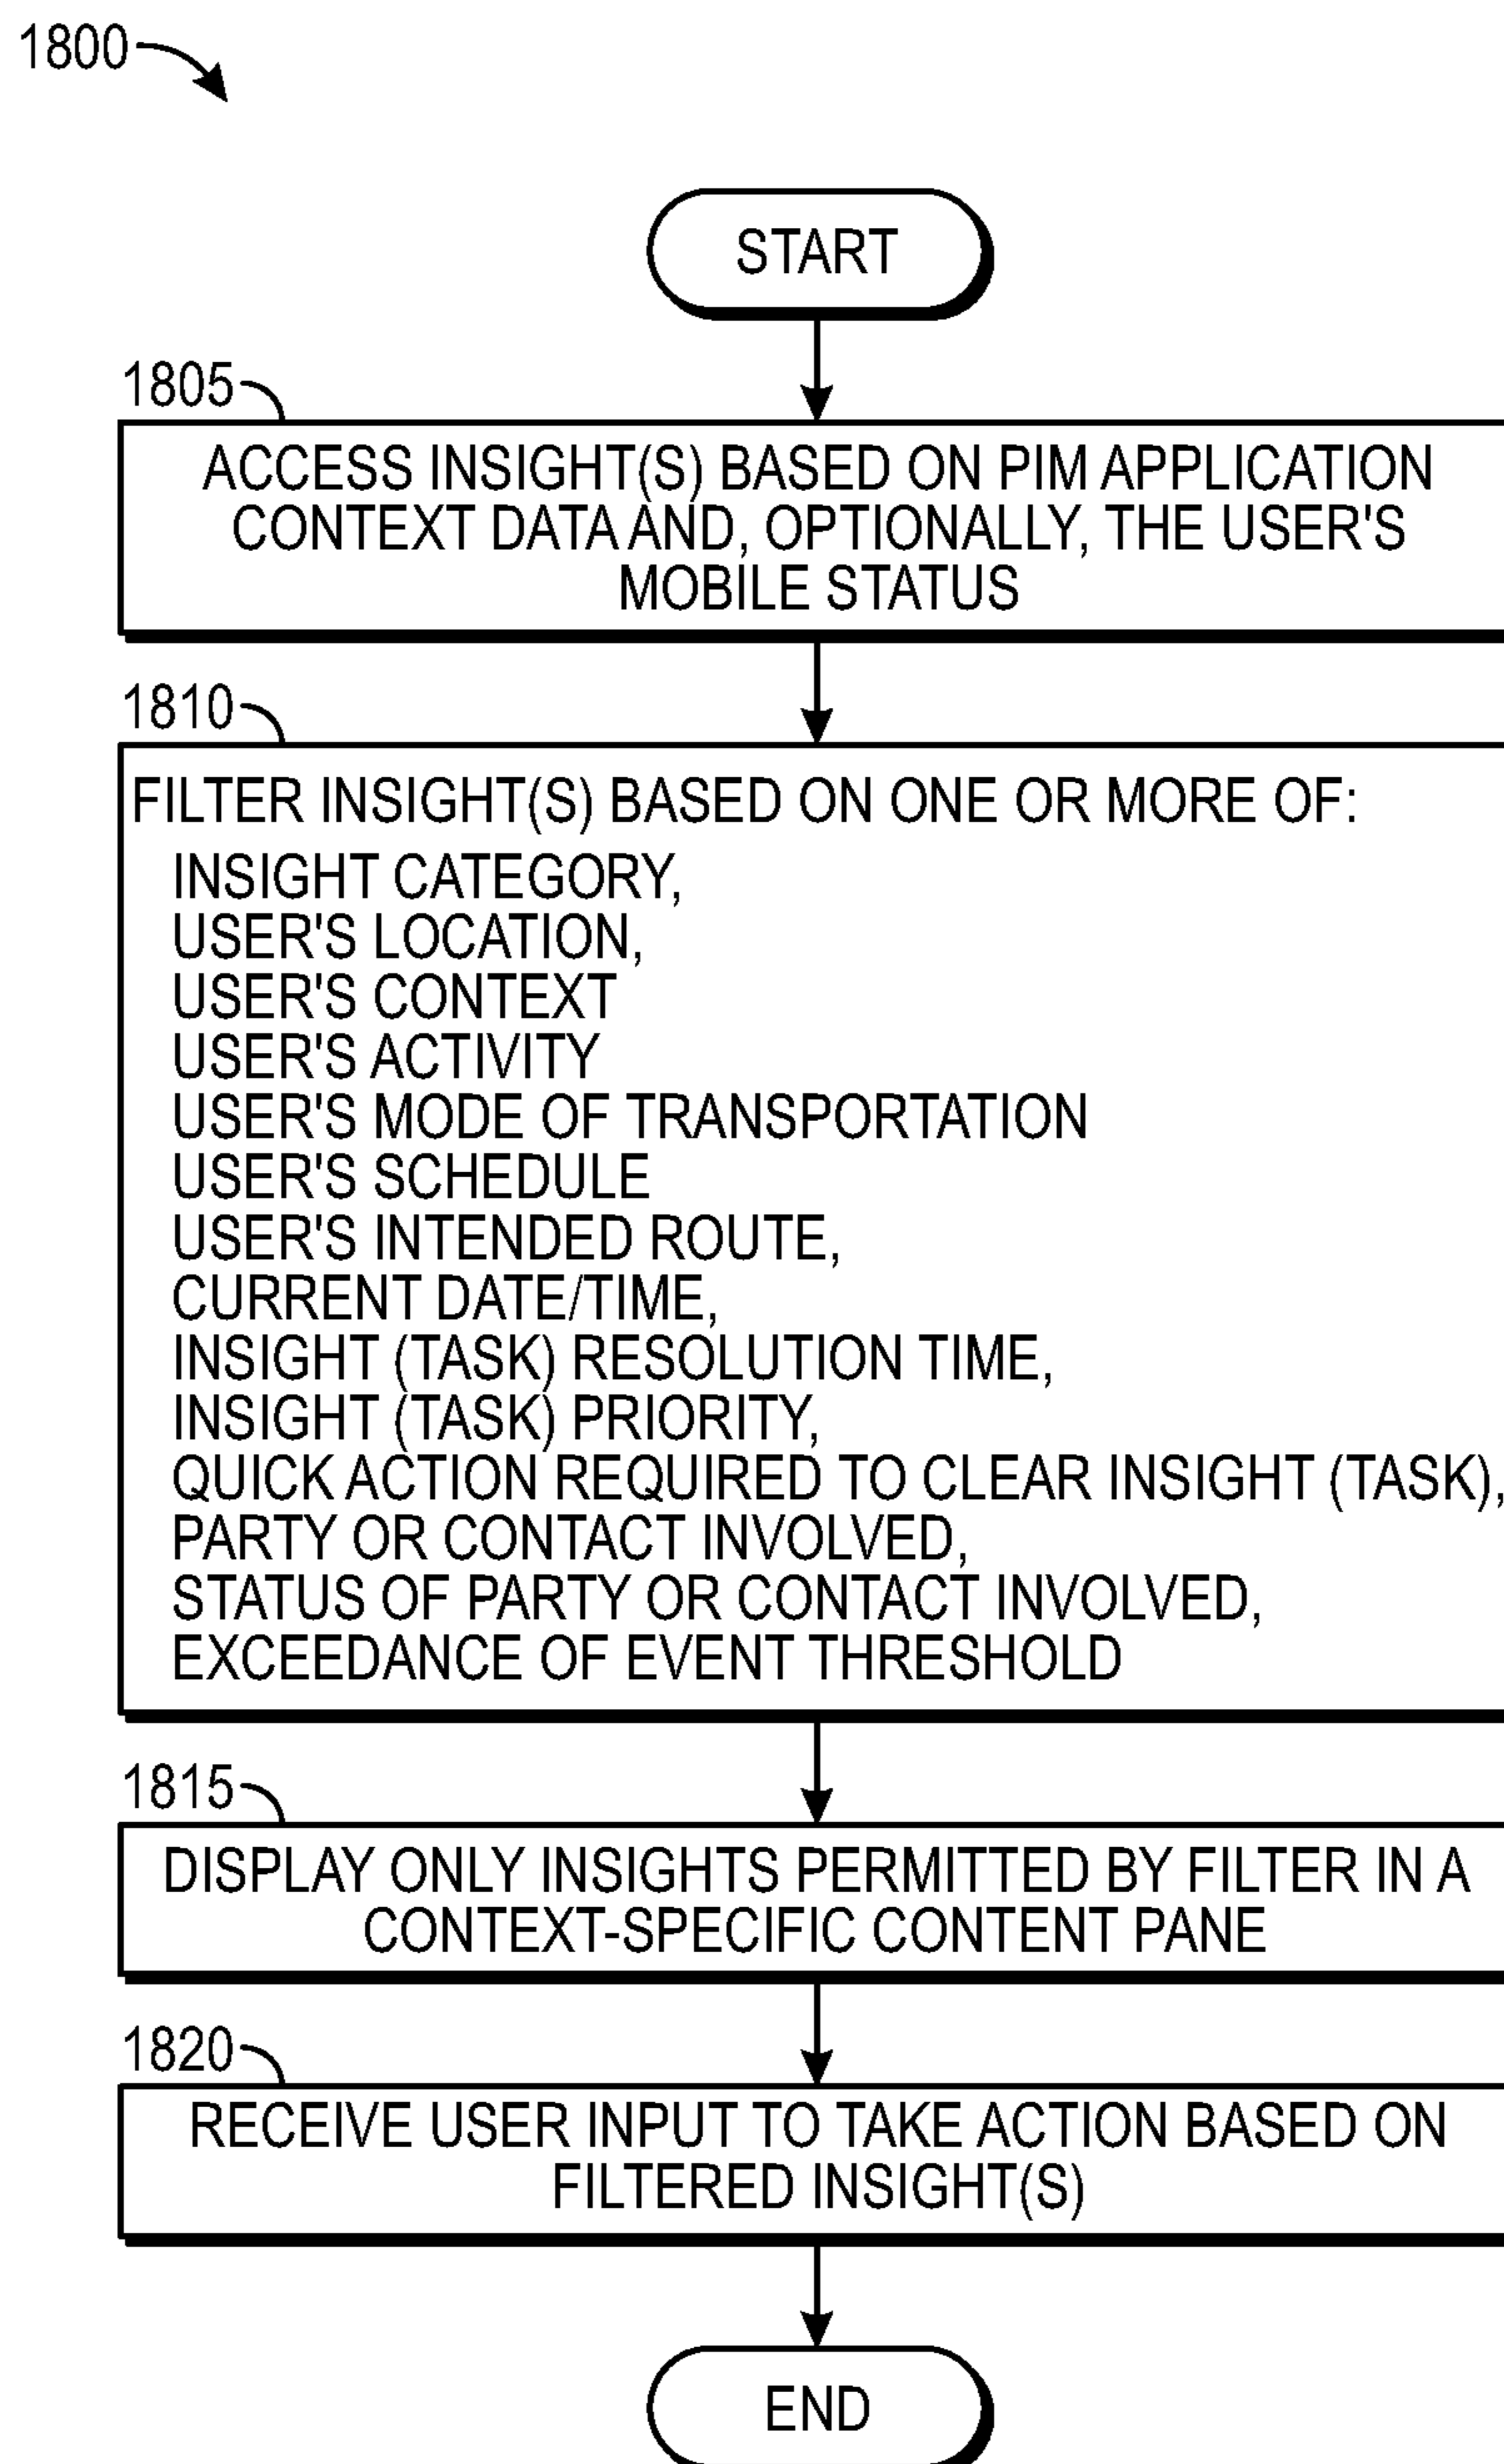 1800
START
1805
ACCESS INSIGHT(S) BASED ON PIM APPLICATION
CONTEXT DATA AND, OPTIONALLY, THE USER'S
MOBILE STATUS
1810
FILTER INSIGHT(S) BASED ON ONE OR MORE OF:
INSIGHT CATEGORY,
USER'S LOCATION,
USER'S CONTEXT
USER'S ACTIVITY
USER'S MODE OF TRANSPORTATION
USER'S SCHEDULE
USER'S INTENDED ROUTE,
CURRENT DATE/TIME,
INSIGHT (TASK) RESOLUTION TIME,
INSIGHT (TASK) PRIORITY,
QUICK ACTION REQUIRED TO CLEAR INSIGHT (TASK),
PARTY OR CONTACT INVOLVED,
STATUS OF PARTY OR CONTACT INVOLVED,
EXCEEDANCE OF EVENT THRESHOLD
1815
DISPLAY ONLY INSIGHTS PERMITTED BY FILTER IN A
CONTEXT-SPECIFIC CONTENT PANE
1820
RECEIVE USER INPUT TO TAKE ACTION BASED ON
FILTERED INSIGHT(S)
END